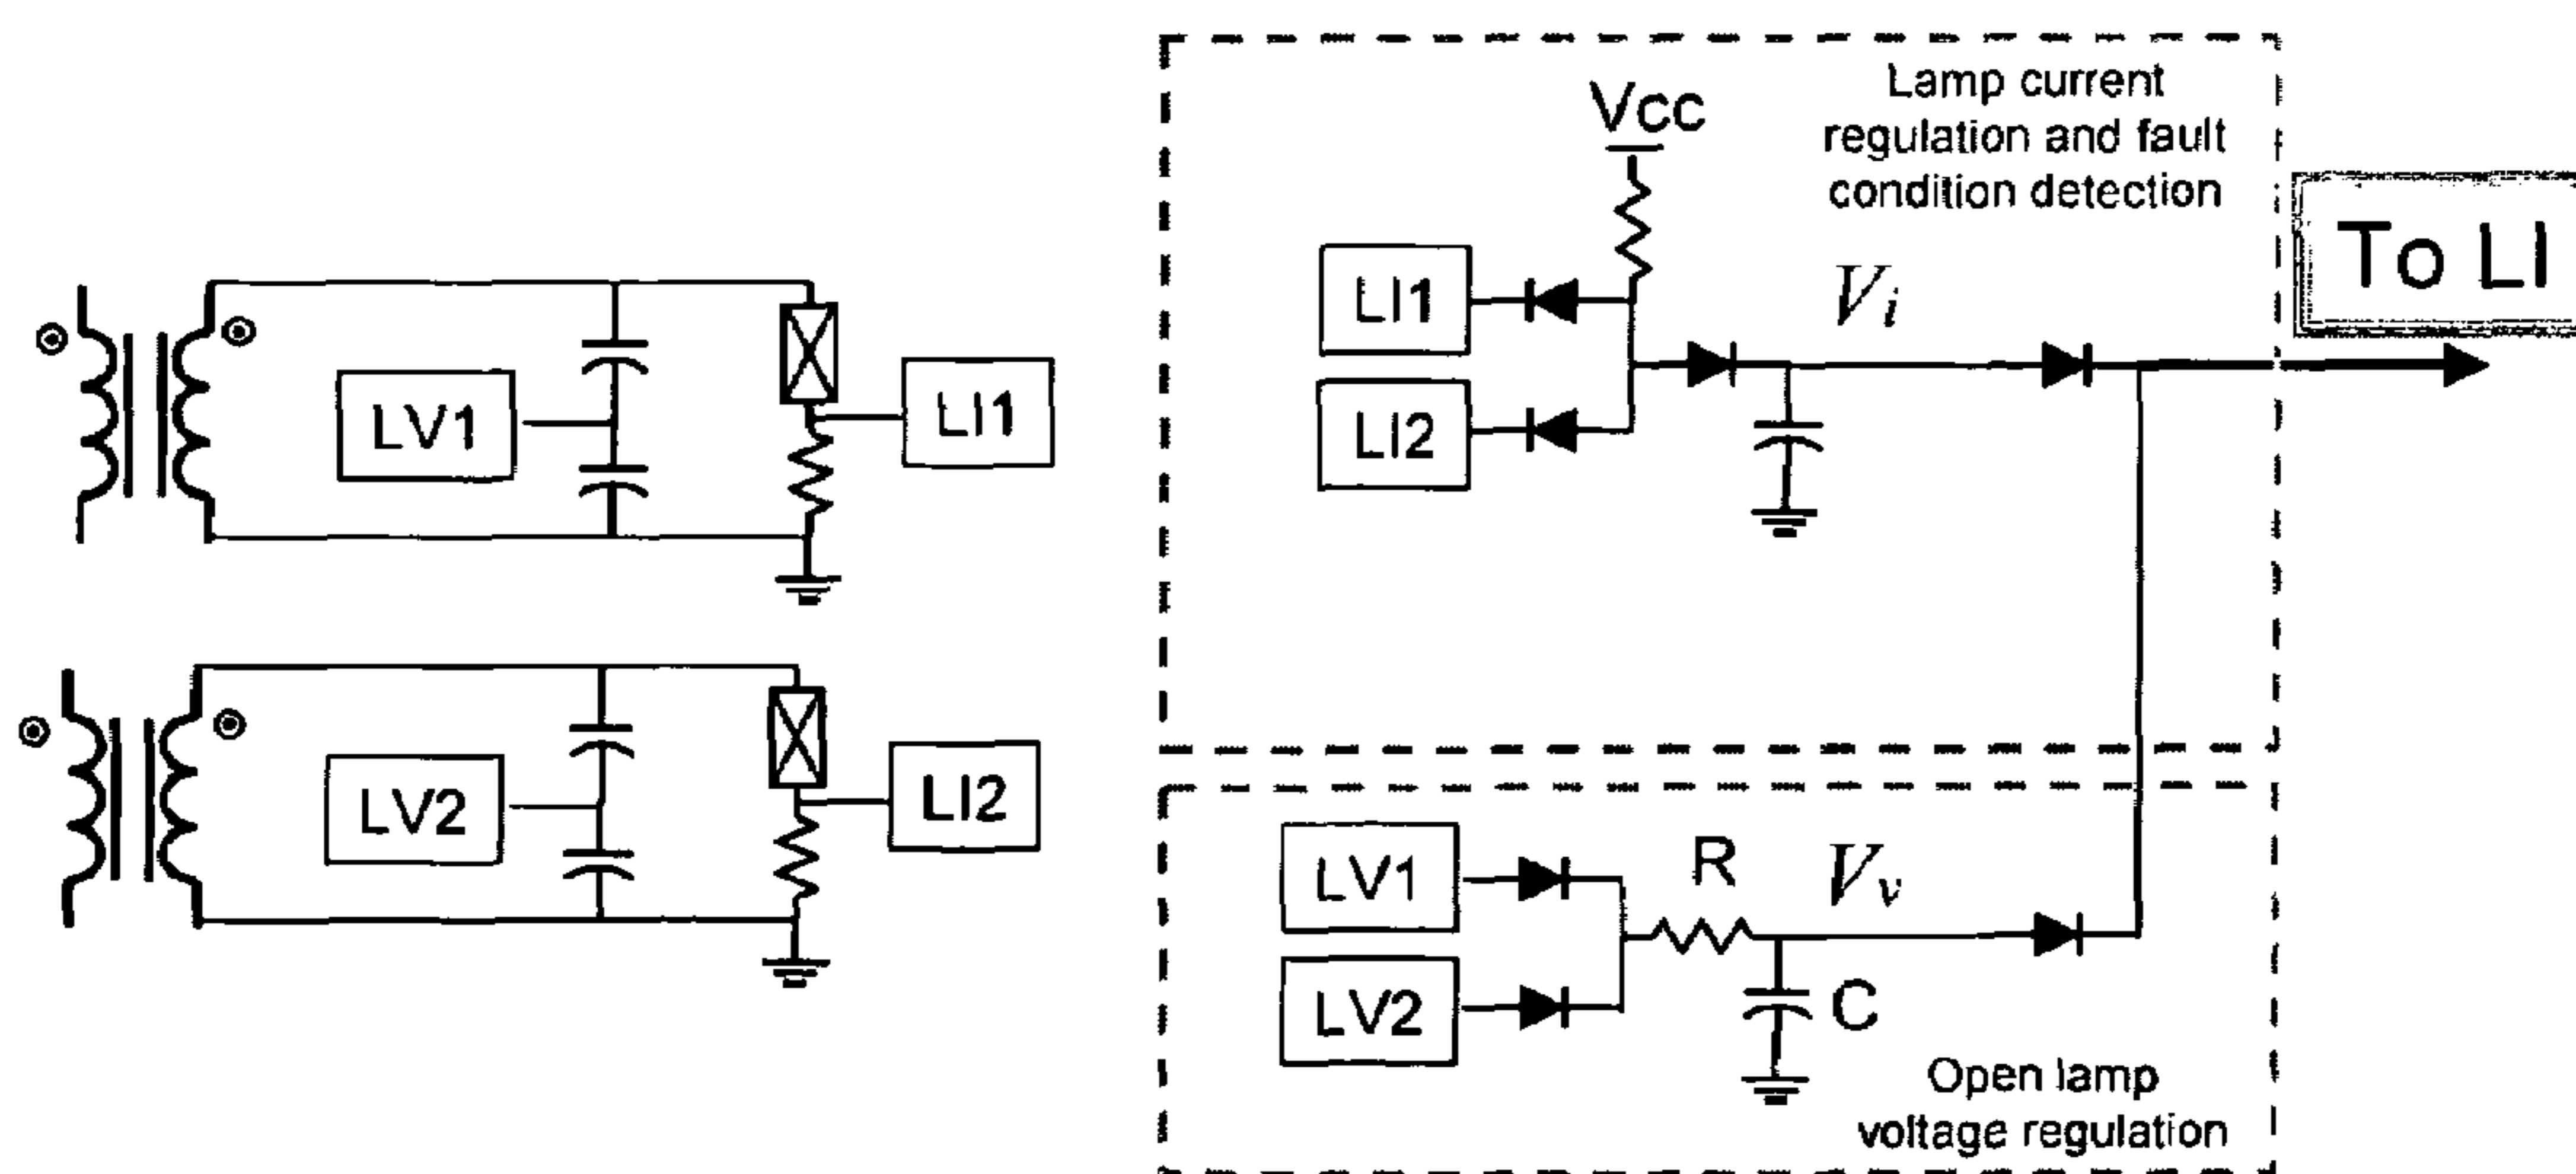 LV1
LI1
LV2
LI2
Vcc
Lamp current
regulation and fault
condition detection
LI1
LI2
Vi
To LI
LV1
LV2
R
Vv
C
Open lamp
voltage regulation